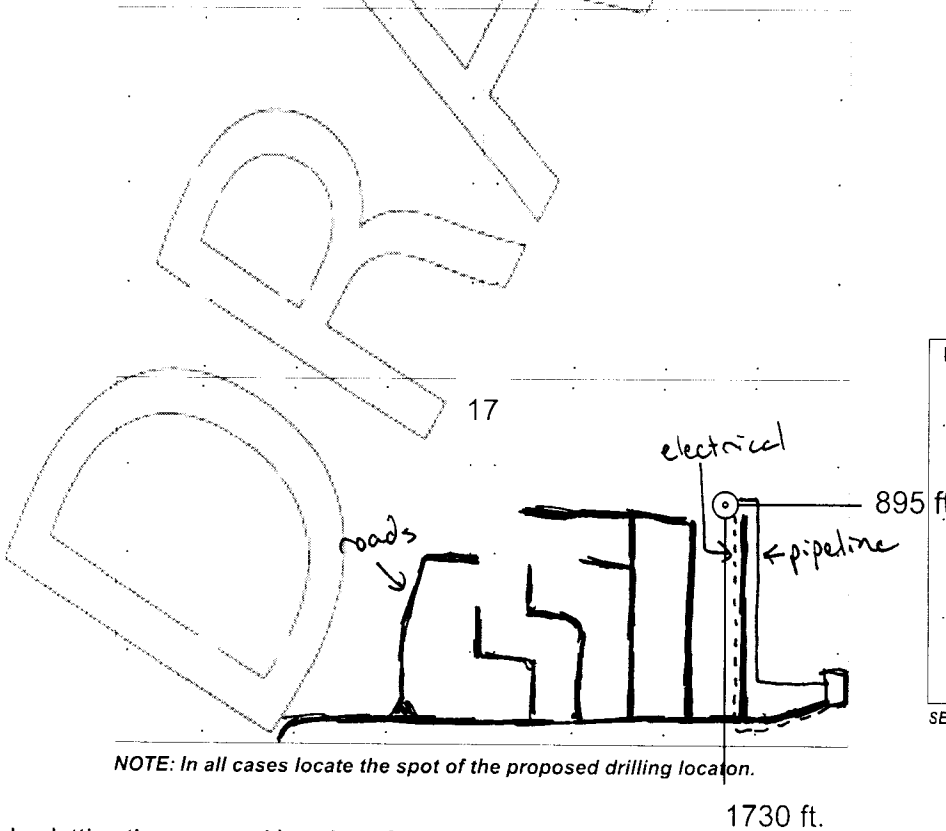 DRA
17
electrical
895 ft
roads
pipeline
NOTE: In all cases locate the spot of the proposed drilling locaton.
1730 ft.